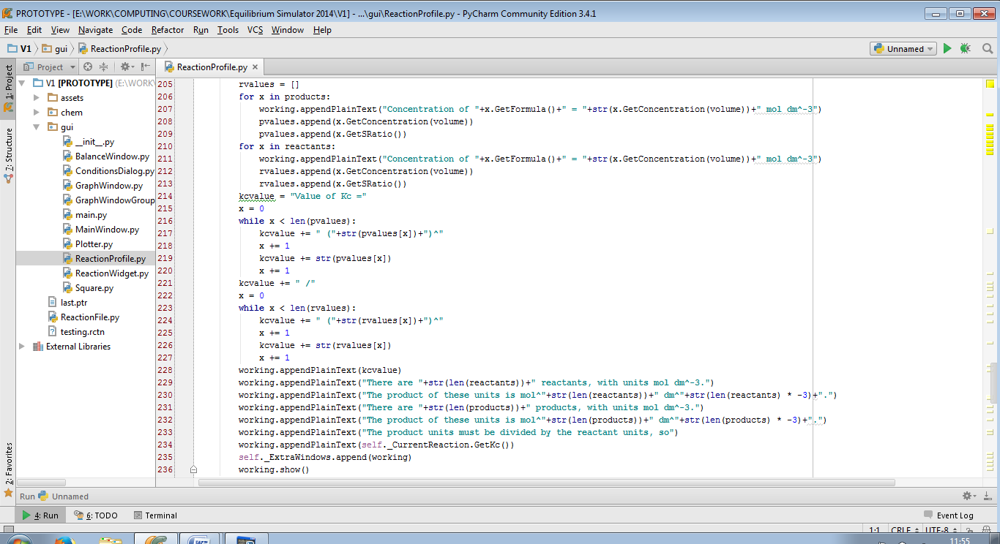 PROTOTYPE - [E:\WORK\COMPUTING\COURSEWORK\Equilibrium Simulator 2014\V1] - ...\gui\ReactionProfile.py - PyCharm Community Edition 3.4.1
File Edit View Navigate Code Refactor Run Tools VCS Window Help
V1 gui ReactionProfile.py Unnamed
1: Project
7: Structure
2: Favorites
Project
V1 [PROTOTYPE] (E:\WORK\
assets
chem
gui
__init__.py
BalanceWindow.py
ConditionsDialog.py
GraphWindow.py
GraphWindowGroup
main.py
MainWindow.py
Plotter.py
ReactionProfile.py
ReactionWidget.py
Square.py
last.ptr
ReactionFile.py
testing.rctn
External Libraries
ReactionProfile.py
205 rvalues = []
206 for x in products:
207 working.appendPlainText("Concentration of "+x.GetFormula()+" = "+str(x.GetConcentration(volume))+" mol dm^-3")
208 pvalues.append(x.GetConcentration(volume))
209 pvalues.append(x.GetSRatio())
210 for x in reactants:
211 working.appendPlainText("Concentration of "+x.GetFormula()+" = "+str(x.GetConcentration(volume))+" mol dm^-3")
212 rvalues.append(x.GetConcentration(volume))
213 rvalues.append(x.GetSRatio())
214 kcvalue = "Value of Kc ="
215 x = 0
216 while x < len(pvalues):
217 kcvalue += " ("+str(pvalues[x])+")^"
218 x += 1
219 kcvalue += str(pvalues[x])
220 x += 1
221 kcvalue += " /"
222 x = 0
223 while x < len(rvalues):
224 kcvalue += " ("+str(rvalues[x])+")^"
225 x += 1
226 kcvalue += str(rvalues[x])
227 x += 1
228 working.appendPlainText(kcvalue)
229 working.appendPlainText("There are "+str(len(reactants))+" reactants, with units mol dm^-3.")
230 working.appendPlainText("The product of these units is mol^"+str(len(reactants))+" dm^"+str(len(reactants) * -3)+".")
231 working.appendPlainText("There are "+str(len(products))+" products, with units mol dm^-3.")
232 working.appendPlainText("The product of these units is mol^"+str(len(products))+" dm^"+str(len(products) * -3)+".")
233 working.appendPlainText("The product units must be divided by the reactant units, so")
234 working.appendPlainText(self._CurrentReaction.GetKc())
235 self._ExtraWindows.append(working)
236 working.show()
Run Unnamed
4: Run 6: TODO Terminal Event Log
1:1 CRLF UTF-8
11:55